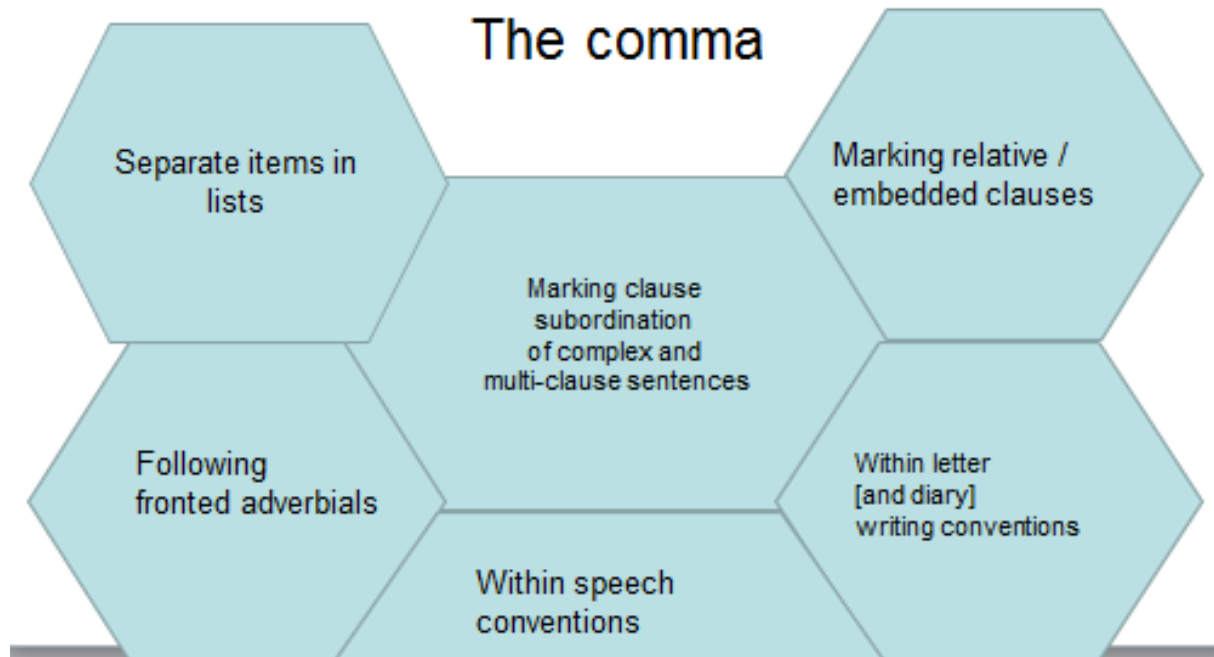 The comma
Separate items in
lists
Marking relative /
embedded clauses
Marking clause
subordination
of complex and
multi-clause sentences
Following
fronted adverbials
Within letter
[and diary]
writing conventions
Within speech
conventions